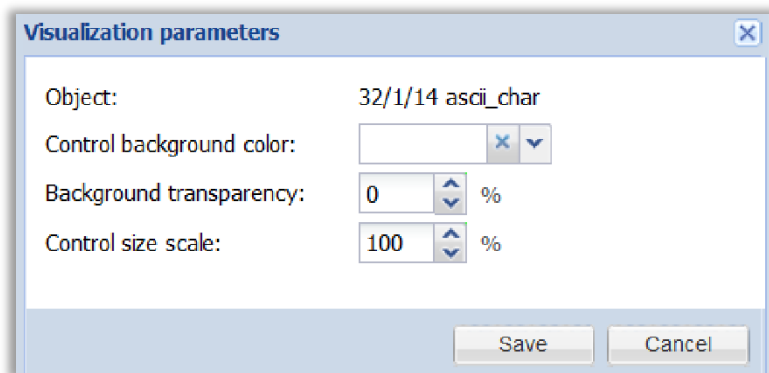 Visualization parameters
Object: 32/1/14 ascii_char
Control background color:
Background transparency: 0 %
Control size scale: 100 %
Save Cancel